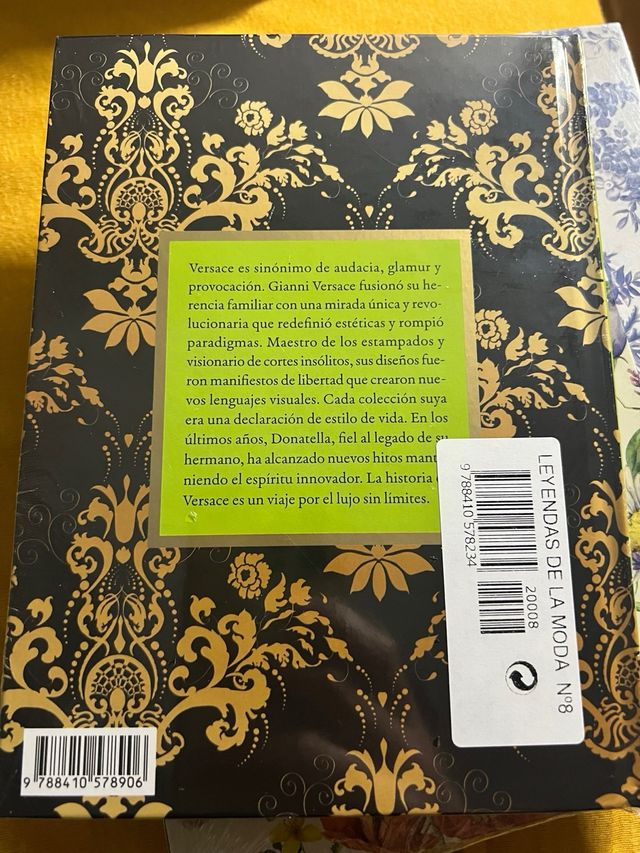 Versace es sinónimo de audacia, glamur y
provocación. Gianni Versace fusionó su he-
rencia familiar con una mirada única y revo-
lucionaria que redefinió estéticas y rompió
paradigmas. Maestro de los estampados y
visionario de cortes insólitos, sus diseños fue-
ron manifiestos de libertad que crearon nue-
vos lenguajes visuales. Cada colección suya
era una declaración de estilo de vida. En los
últimos años, Donatella, fiel al legado de su
hermano, ha alcanzado nuevos hitos mant
niendo el espíritu innovador. La historia
Versace es un viaje por el lujo sin límites.
LEYENDAS DE LA MODA Nº8
20008
9 788410 578234
9 788410 578906